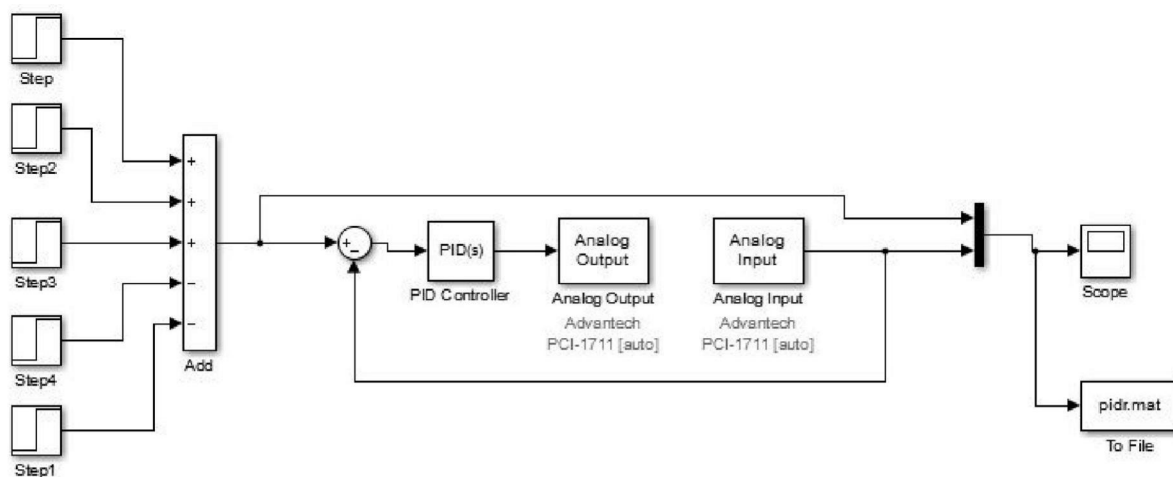 Step
Step2
Step3
Step4
Step1
+
+
+
−
−
Add
+
−
PID(s)
PID Controller
Analog
Output
Analog Output
Advantech
PCI-1711 [auto]
Analog
Input
Analog Input
Advantech
PCI-1711 [auto]
Scope
pidr.mat
To File